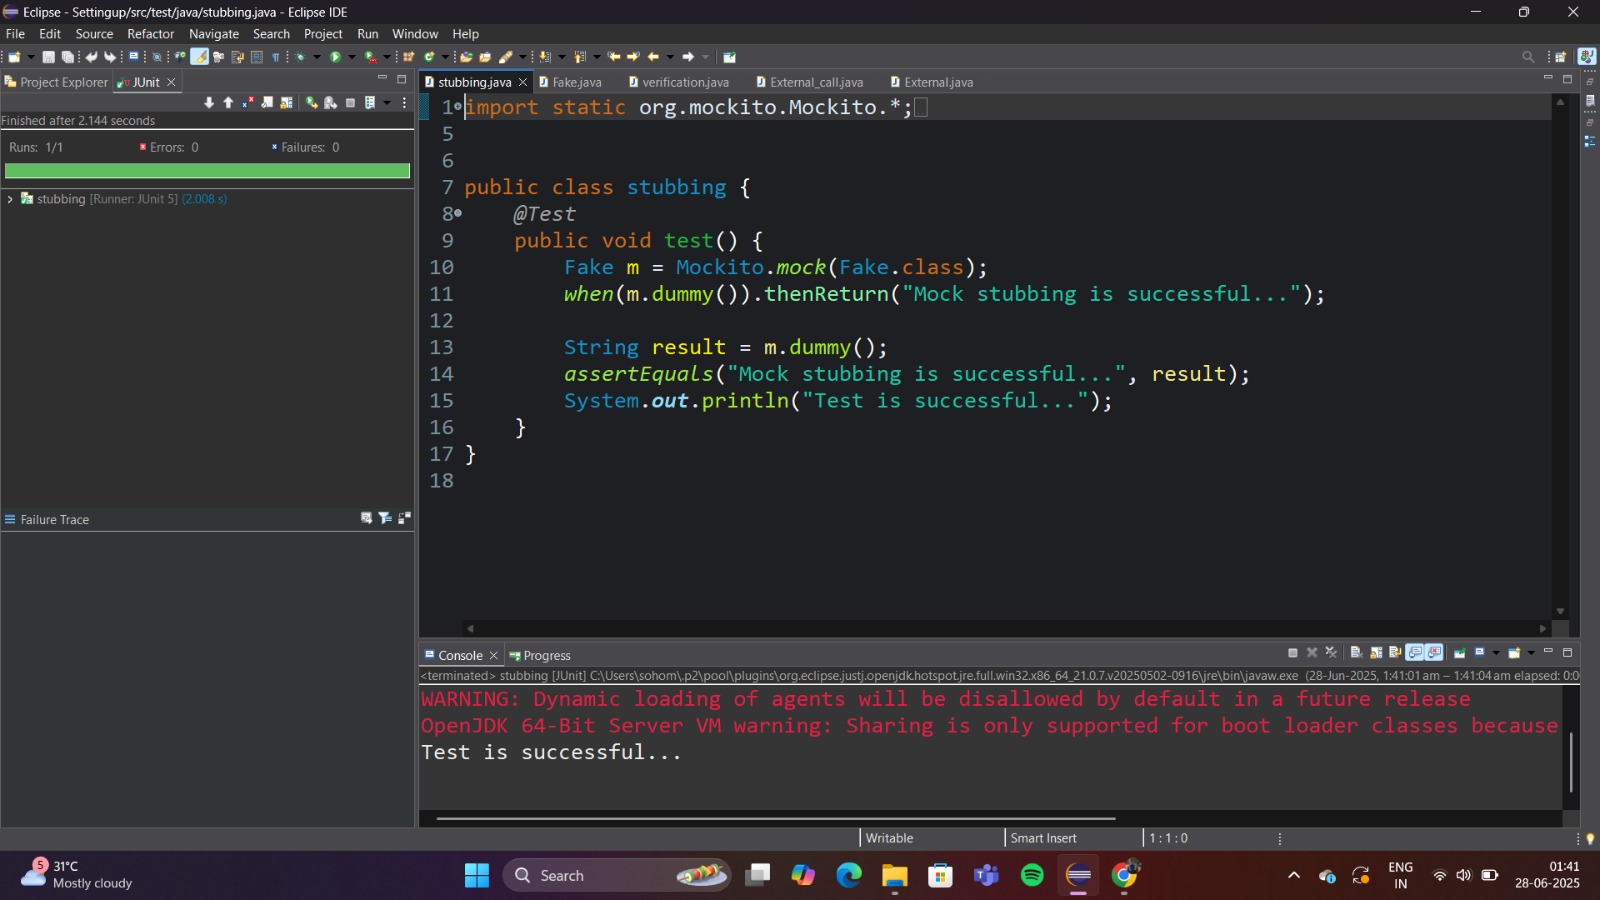 Eclipse - Settingup/src/test/java/stubbing.java - Eclipse IDE
File Edit Source Refactor Navigate Search Project Run Window Help
Project Explorer JUnit
Finished after 2.144 seconds
Runs: 1/1 Errors: 0 Failures: 0
stubbing [Runner: JUnit 5] (2.008 s)
Failure Trace
stubbing.java Fake.java verification.java External_call.java External.java
1 import static org.mockito.Mockito.*;
5
6
7 public class stubbing {
8 @Test
9 public void test() {
10 Fake m = Mockito.mock(Fake.class);
11 when(m.dummy()).thenReturn("Mock stubbing is successful...");
12
13 String result = m.dummy();
14 assertEquals("Mock stubbing is successful...", result);
15 System.out.println("Test is successful...");
16 }
17 }
18
Console Progress
<terminated> stubbing [JUnit] C:\Users\sohom\.p2\pool\plugins\org.eclipse.justj.openjdk.hotspot.jre.full.win32.x86_64_21.0.7.v20250502-0916\jre\bin\javaw.exe (28-Jun-2025, 1:41:01 am – 1:41:04 am elapsed: 0:0
WARNING: Dynamic loading of agents will be disallowed by default in a future release
OpenJDK 64-Bit Server VM warning: Sharing is only supported for boot loader classes because
Test is successful...
Writable Smart Insert 1 : 1 : 0
5 31°C
Mostly cloudy
Search
ENG
IN
01:41
28-06-2025